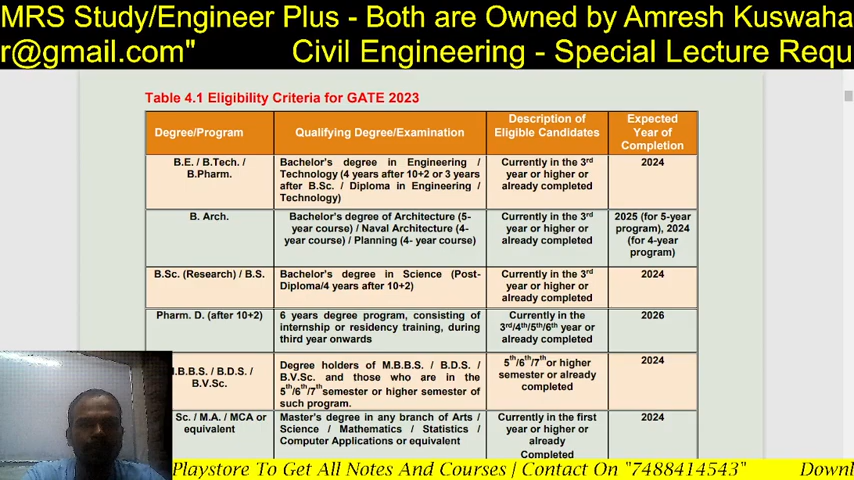 MRS Study/Engineer Plus - Both are Owned by Amresh Kuswaha
r@gmail.com" Civil Engineering - Special Lecture Requ
Table 4.1 Eligibility Criteria for GATE 2023
Degree/Program
Qualifying Degree/Examination
Description of
Eligible Candidates
Expected
Year of
Completion
B.E. / B.Tech. /
B.Pharm.
Bachelor's degree in Engineering /
Technology (4 years after 10+2 or 3 years
after B.Sc. / Diploma in Engineering /
Technology)
Currently in the 3rd
year or higher or
already completed
2024
B. Arch.
Bachelor's degree of Architecture (5-
year course) / Naval Architecture (4-
year course) / Planning (4- year course)
Currently in the 3rd
year or higher or
already completed
2025 (for 5-year
program), 2024
(for 4-year
program)
B.Sc. (Research) / B.S.
Bachelor's degree in Science (Post-
Diploma/4 years after 10+2)
Currently in the 3rd
year or higher or
already completed
2024
Pharm. D. (after 10+2)
6 years degree program, consisting of
internship or residency training, during
third year onwards
Currently in the
3rd/4th/5th/6th year or
already completed
2026
.B.B.S. / B.D.S. /
B.V.Sc.
Degree holders of M.B.B.S. / B.D.S. /
B.V.Sc. and those who are in the
5th/6th/7th semester or higher semester of
such program.
5th/6th/7th or higher
semester or already
completed
2024
Sc. / M.A. / MCA or
equivalent
Master's degree in any branch of Arts /
Science / Mathematics / Statistics /
Computer Applications or equivalent
Currently in the first
year or higher or
already
Completed
2024
Playstore To Get All Notes And Courses | Contact On "7488414543" Downl